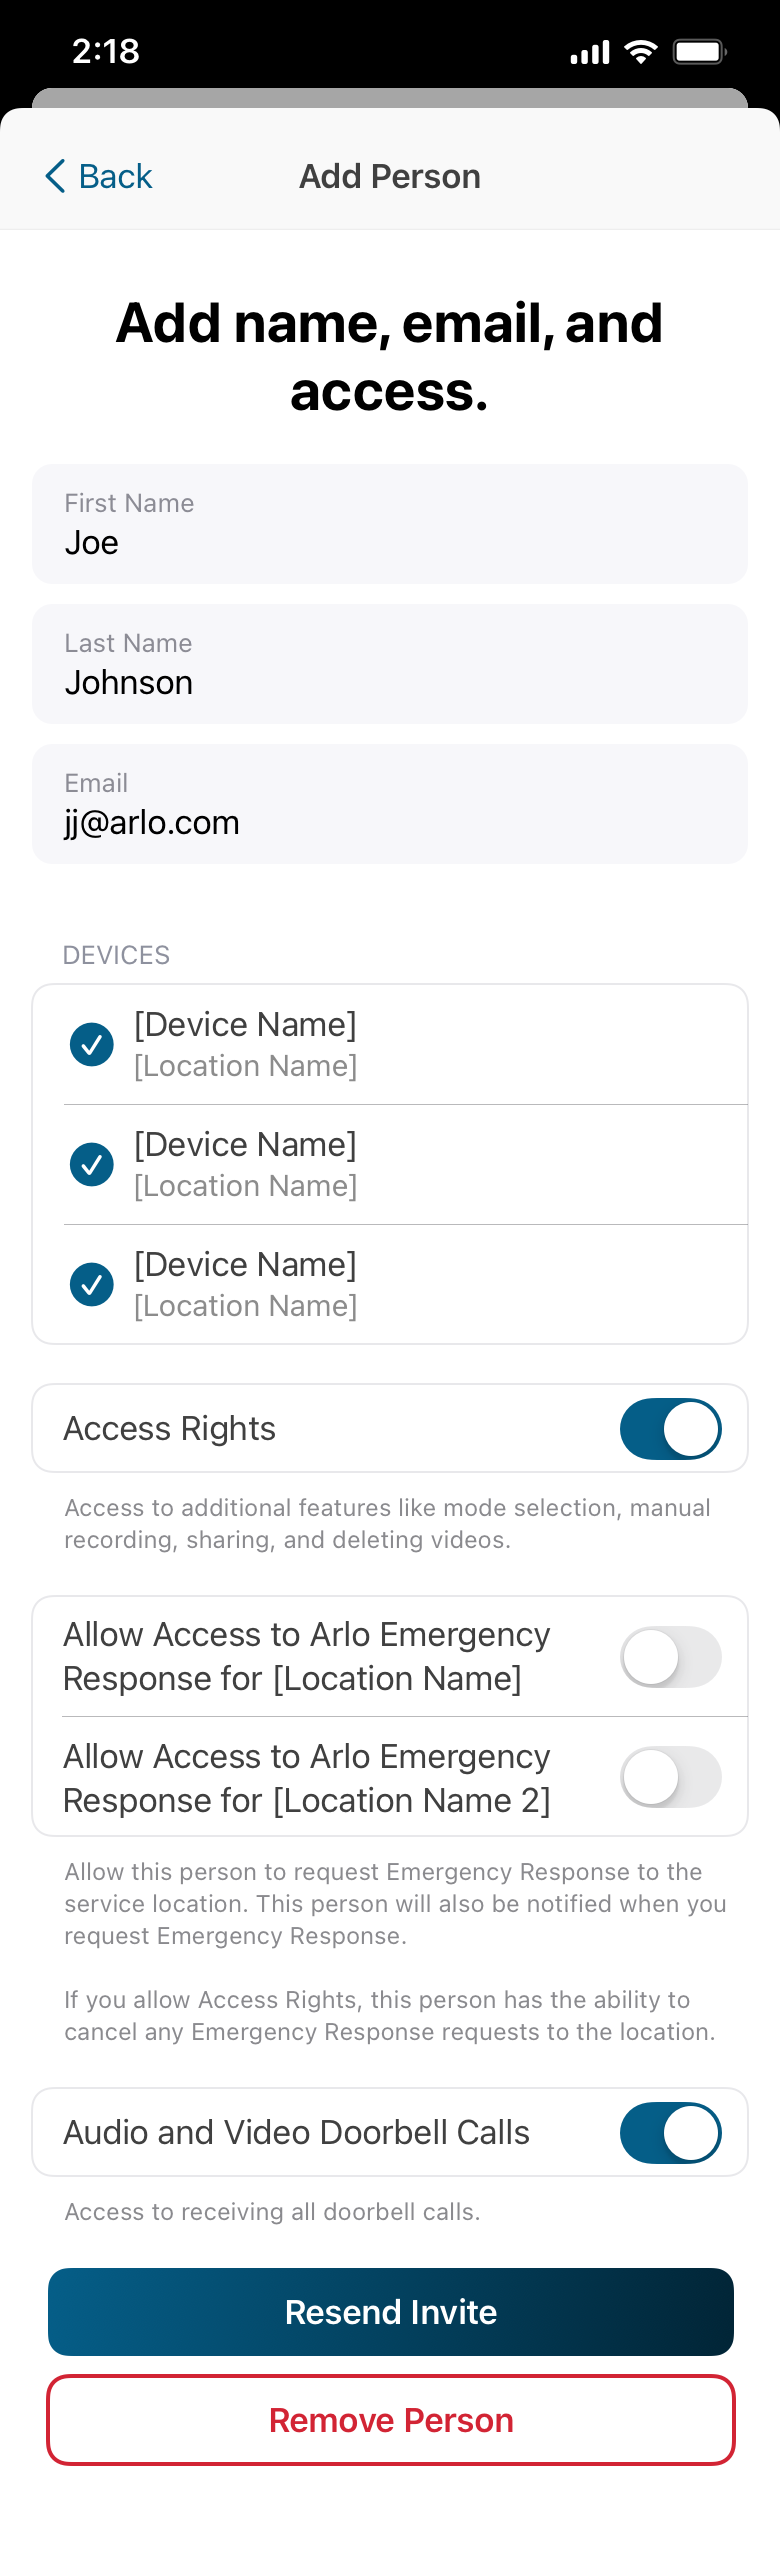 2:18
Back
Add Person
Add name, email, and
access.
First Name
Joe
Last Name
Johnson
Email
jj@arlo.com
DEVICES
[Device Name]
[Location Name]
[Device Name]
[Location Name]
[Device Name]
[Location Name]
Access Rights
Access to additional features like mode selection, manual
recording, sharing, and deleting videos.
Allow Access to Arlo Emergency
Response for [Location Name]
Allow Access to Arlo Emergency
Response for [Location Name 2]
Allow this person to request Emergency Response to the
service location. This person will also be notified when you
request Emergency Response.
If you allow Access Rights, this person has the ability to
cancel any Emergency Response requests to the location.
Audio and Video Doorbell Calls
Access to receiving all doorbell calls.
Resend Invite
Remove Person